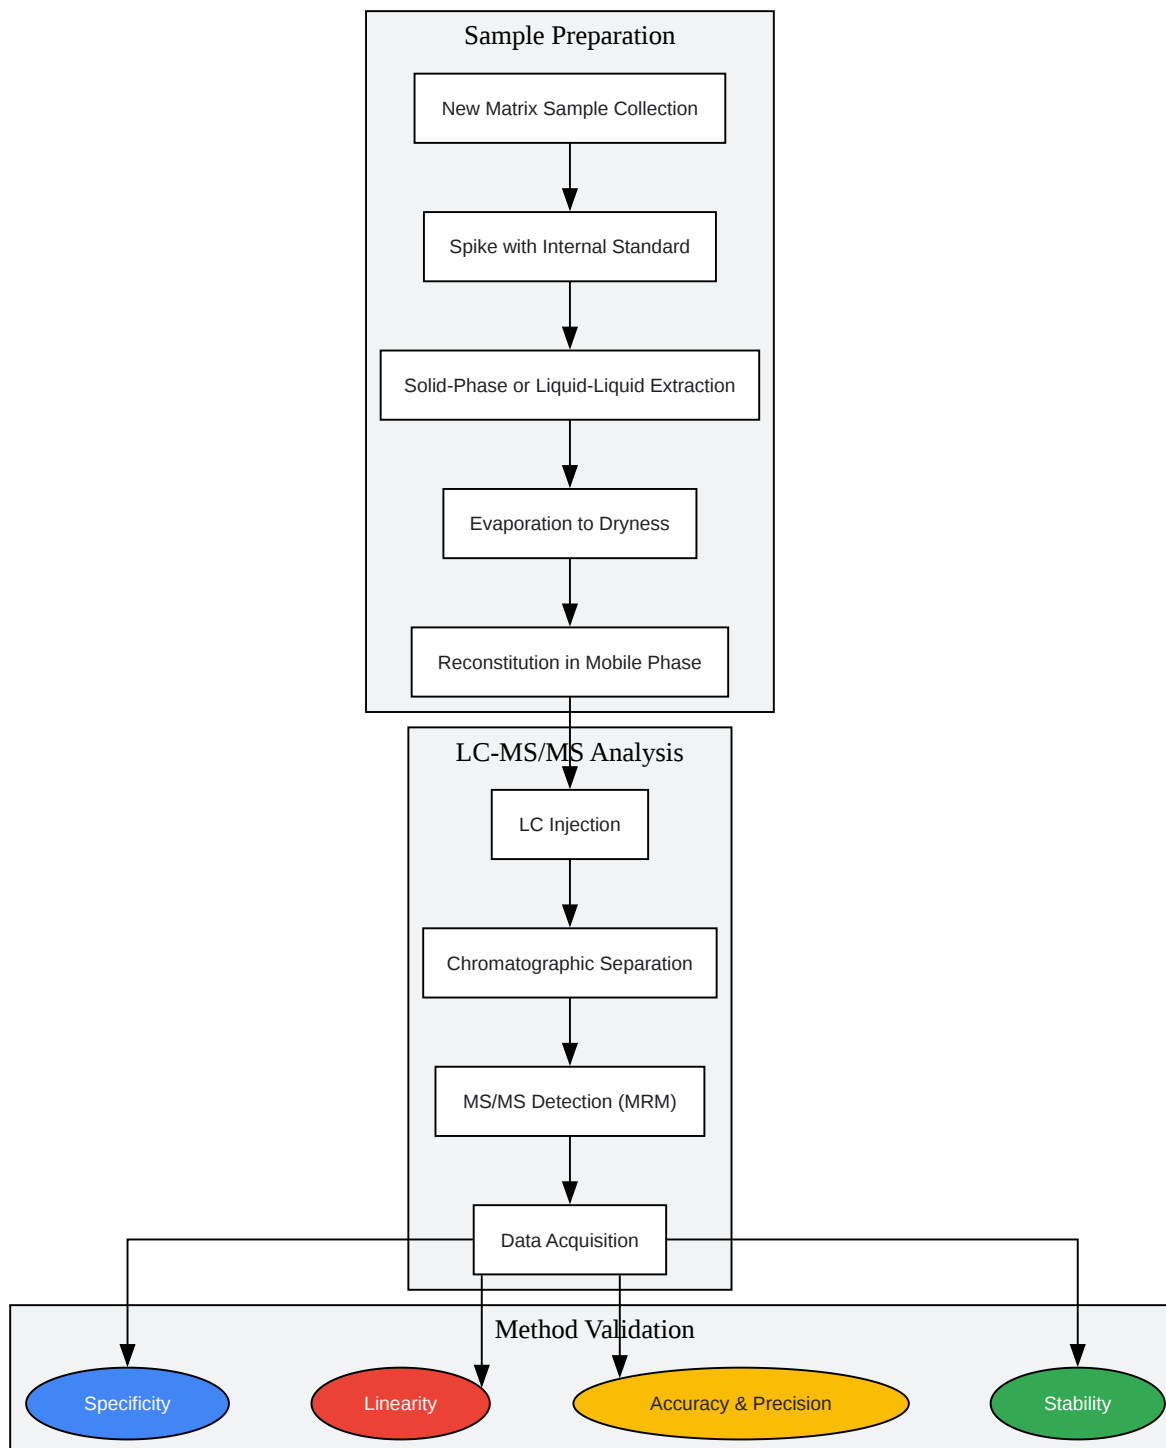 Sample Preparation
New Matrix Sample Collection
Spike with Internal Standard
Solid-Phase or Liquid-Liquid Extraction
Evaporation to Dryness
Reconstitution in Mobile Phase
LC-MS/MS Analysis
LC Injection
Chromatographic Separation
MS/MS Detection (MRM)
Data Acquisition
Method Validation
Specificity
Linearity
Accuracy & Precision
Stability